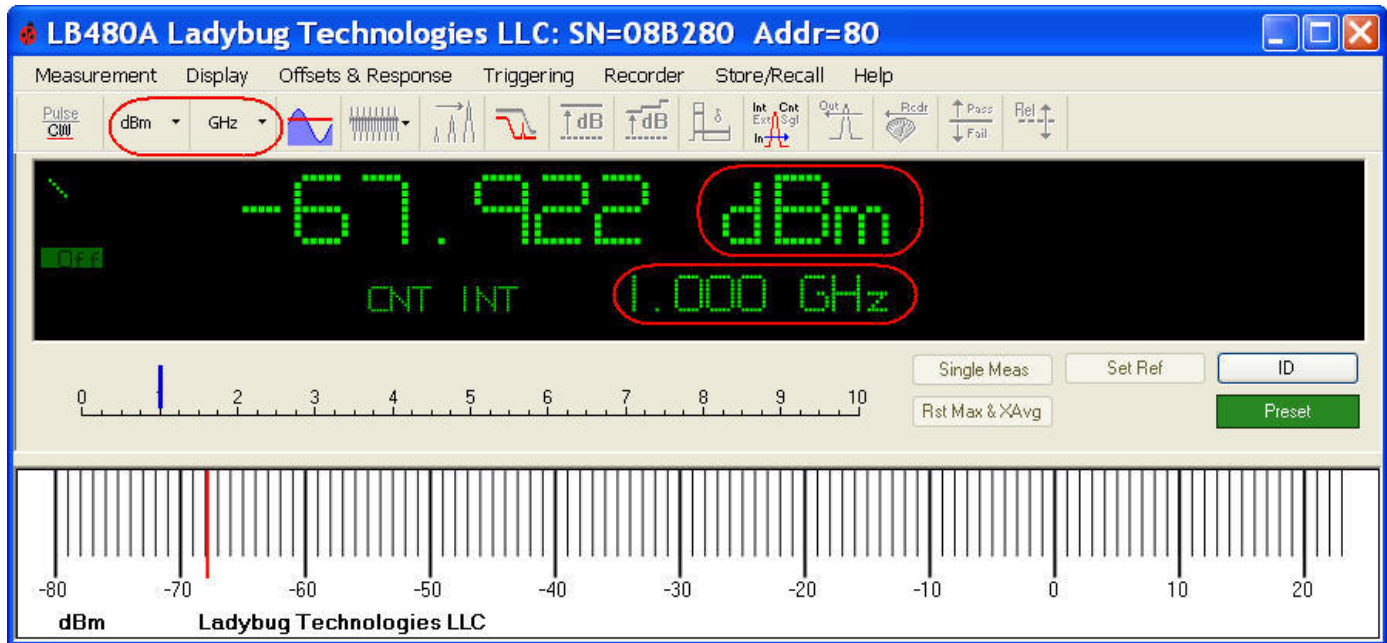 LB480A Ladybug Technologies LLC: SN=08B280 Addr=80
Measurement Display Offsets & Response Triggering Recorder Store/Recall Help
Pulse CW dBm GHz dB dB δ Int Cnt Ext Sgl In Out Rcdr Pass Fail Rel
-67.922 dBm
Off
CNT INT 1.000 GHz
Single Meas Set Ref ID
0 1 2 3 4 5 6 7 8 9 10
Rst Max & XAvg Preset
-80 -70 -60 -50 -40 -30 -20 -10 0 10 20
dBm Ladybug Technologies LLC